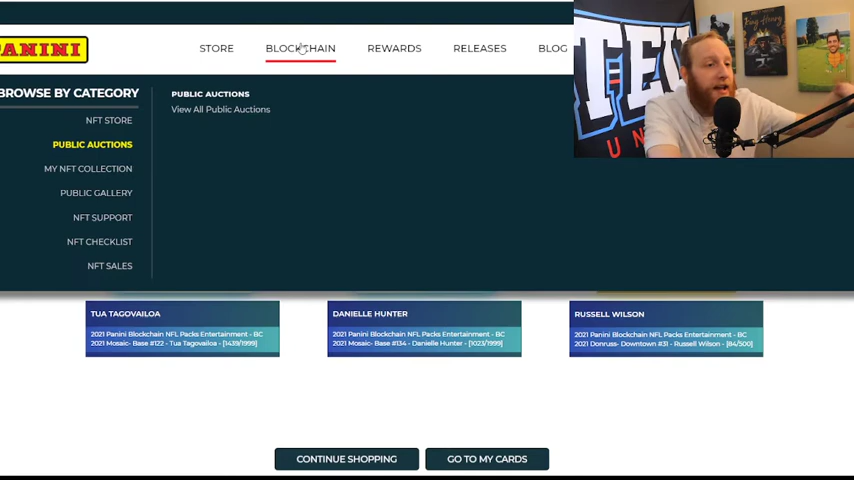 PANINI
STORE
BLOCKCHAIN
REWARDS
RELEASES
BLOG
BROWSE BY CATEGORY
NFT STORE
PUBLIC AUCTIONS
MY NFT COLLECTION
PUBLIC GALLERY
NFT SUPPORT
NFT CHECKLIST
NFT SALES
PUBLIC AUCTIONS
View All Public Auctions
TUA TAGOVAILOA
2021 Panini Blockchain NFL Packs Entertainment - BC
2021 Mosaic- Base #122 - Tua Tagovailoa - [1439/1999]
DANIELLE HUNTER
2021 Panini Blockchain NFL Packs Entertainment - BC
2021 Mosaic- Base #134 - Danielle Hunter - [1023/1999]
RUSSELL WILSON
2021 Panini Blockchain NFL Packs Entertainment - BC
2021 Donruss- Downtown #31 - Russell Wilson - [84/500]
CONTINUE SHOPPING
GO TO MY CARDS